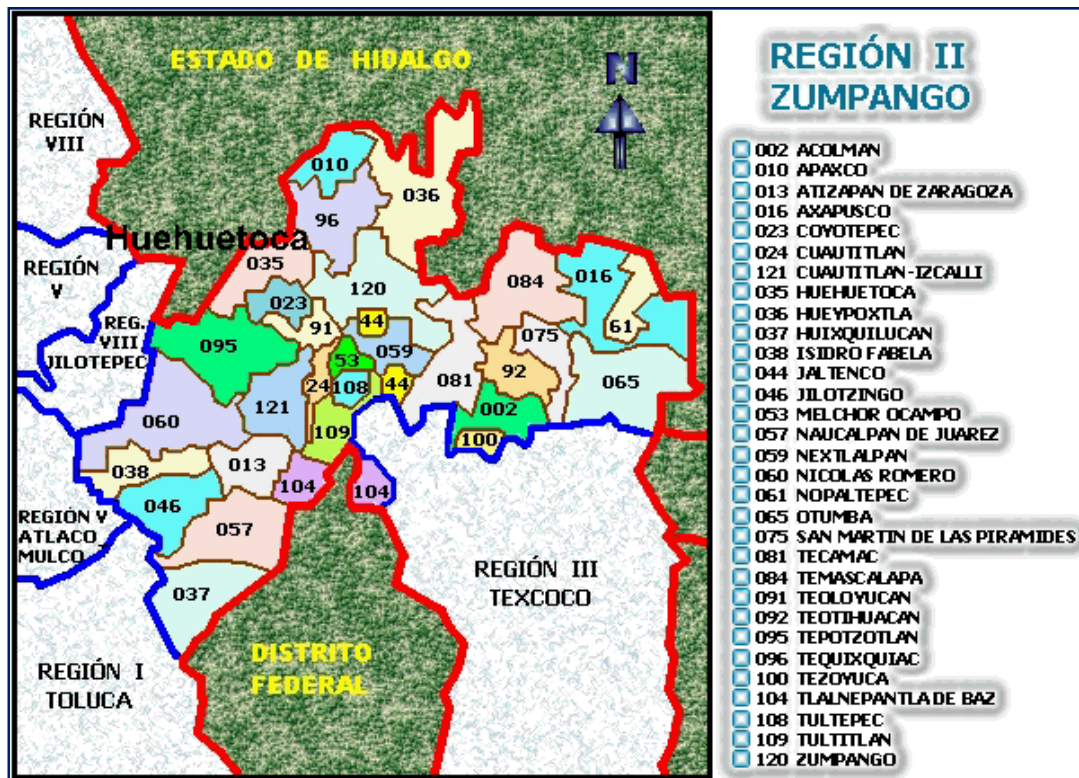 ESTADO DE HIDALGO
N
REGIÓN
VIII
010
036
96
Huehuetoca
035
REGIÓN
V
023
120
084
016
REG.
VIII
JILOTEPEC
91
44
61
075
095
53
059
92
065
24
108
44
081
121
002
060
109
100
013
038
104
104
046
REGIÓN V
ATLACO
MULCO
057
037
REGIÓN III
TEXCOCO
REGIÓN I
TOLUCA
DISTRITO
FEDERAL
REGIÓN II
ZUMPANGO
002 ACOLMAN
010 APAXCO
013 ATIZAPAN DE ZARAGOZA
016 AXAPUSCO
023 COYOTEPEC
024 CUAUTITLAN
121 CUAUTITLAN-IZCALLI
035 HUEHUETOCA
036 HUEYPOXTLA
037 HUIXQUILUCAN
038 ISIDRO FABELA
044 JALTENCO
046 JILOTZINGO
053 MELCHOR OCAMPO
057 NAUCALPAN DE JUAREZ
059 NEXTLALPAN
060 NICOLAS ROMERO
061 NOPALTEPEC
065 OTUMBA
075 SAN MARTIN DE LAS PIRAMIDES
081 TECAMAC
084 TEMASCALAPA
091 TEOLOYUCAN
092 TEOTIHUACAN
095 TEPOTZOTLAN
096 TEQUIXQUIAC
100 TEZOYUCA
104 TLALNEPANTLA DE BAZ
108 TULTEPEC
109 TULTITLAN
120 ZUMPANGO